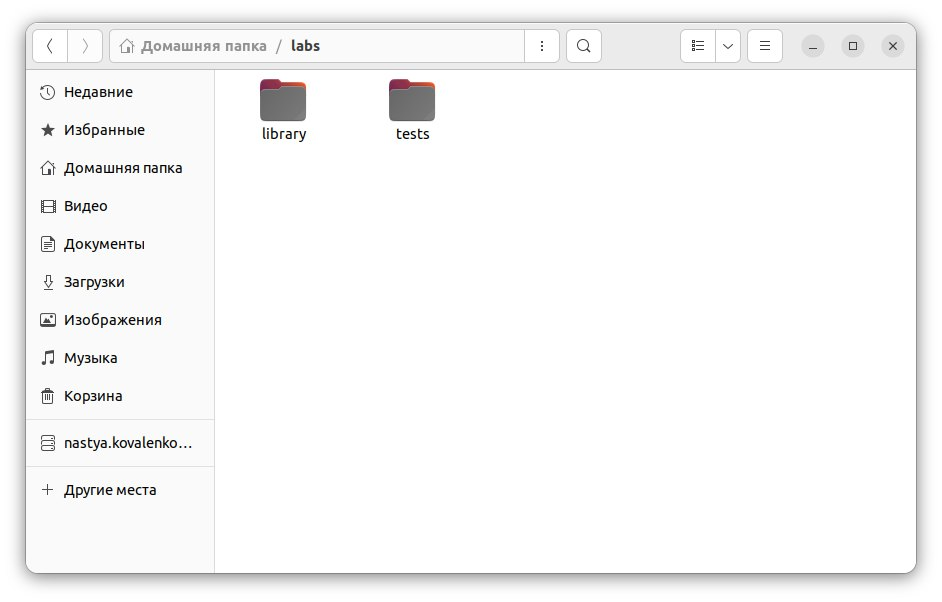 Домашняя папка / labs
Недавние
Избранные
Домашняя папка
Видео
Документы
Загрузки
Изображения
Музыка
Корзина
nastya.kovalenko...
Другие места
library
tests